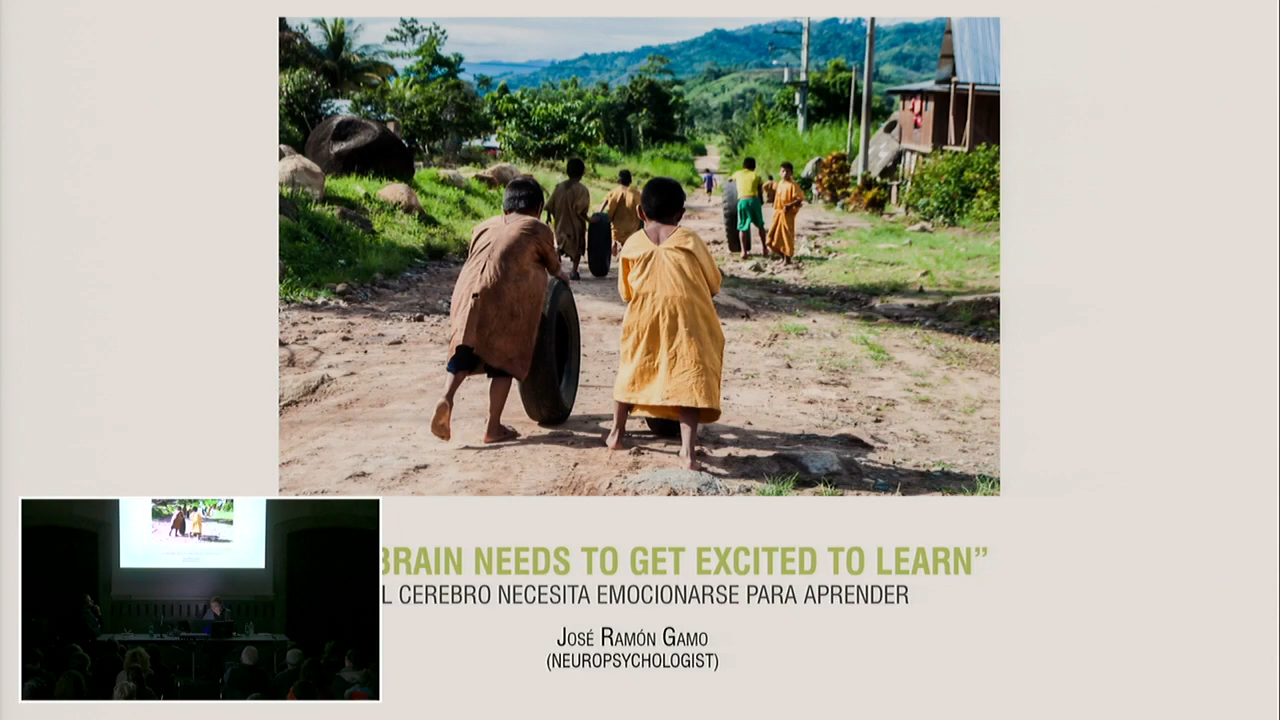 BRAIN NEEDS TO GET EXCITED TO LEARN”
L CEREBRO NECESITA EMOCIONARSE PARA APRENDER
José Ramón Gamo
(NEUROPSYCHOLOGIST)